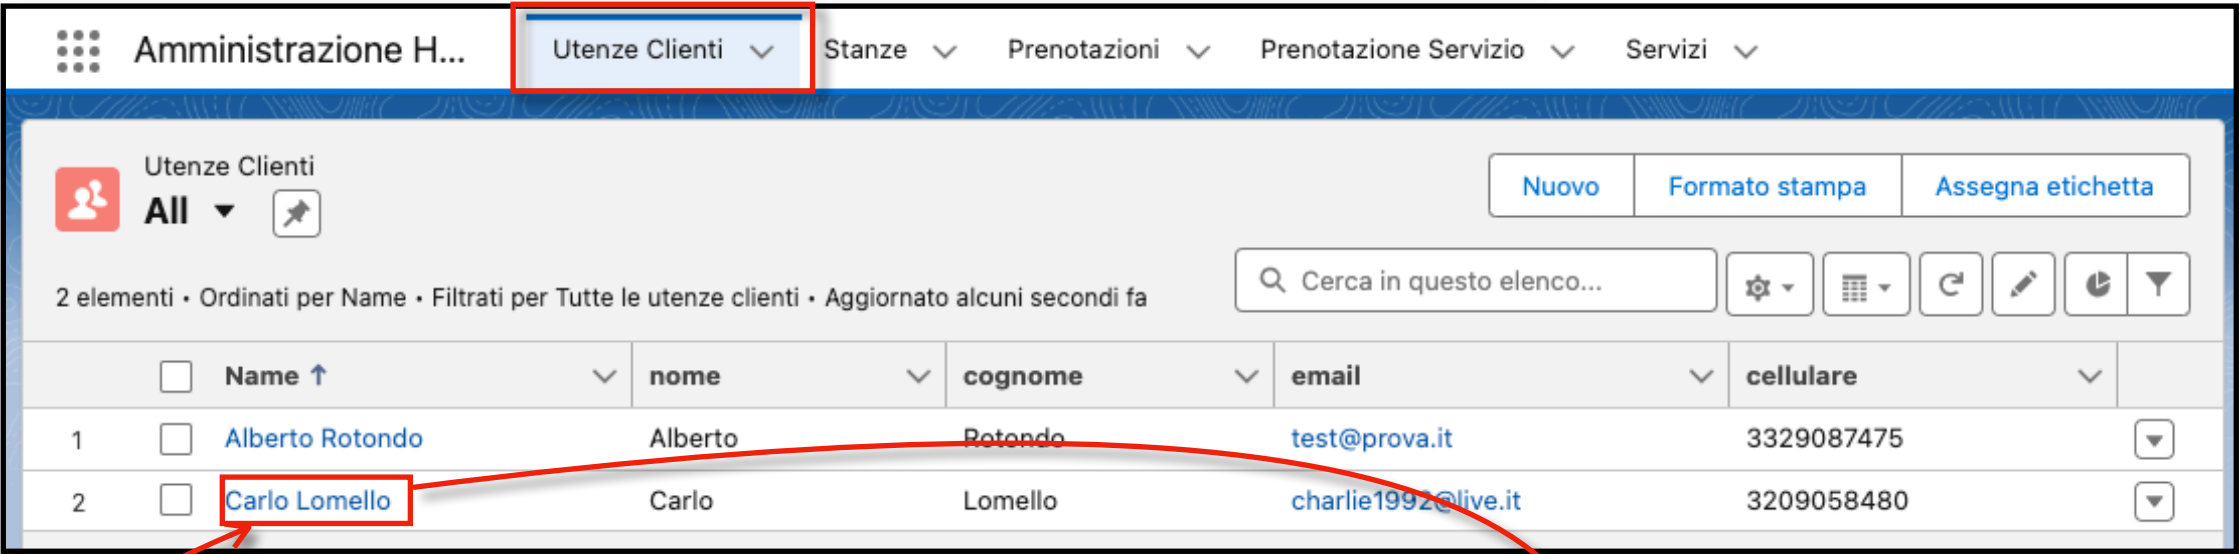 Amministrazione H... Utenze Clienti Stanze Prenotazioni Prenotazione Servizio Servizi
Utenze Clienti
All
Nuovo Formato stampa Assegna etichetta
2 elementi • Ordinati per Name • Filtrati per Tutte le utenze clienti • Aggiornato alcuni secondi fa
Cerca in questo elenco...
Name nome cognome email cellulare
1 Alberto Rotondo Alberto Rotondo test@prova.it 3329087475
2 Carlo Lomello Carlo Lomello charlie1992@live.it 3209058480